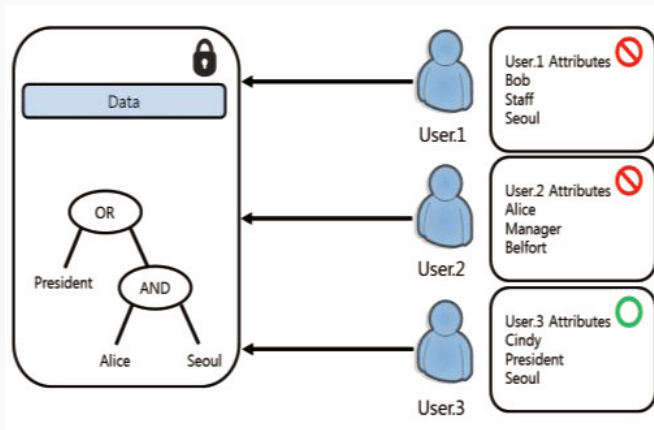 Data
OR
President
AND
Alice
Seoul
User.1
User.1 Attributes
Bob
Staff
Seoul
User.2
User.2 Attributes
Alice
Manager
Belfort
User.3
User.3 Attributes
Cindy
President
Seoul